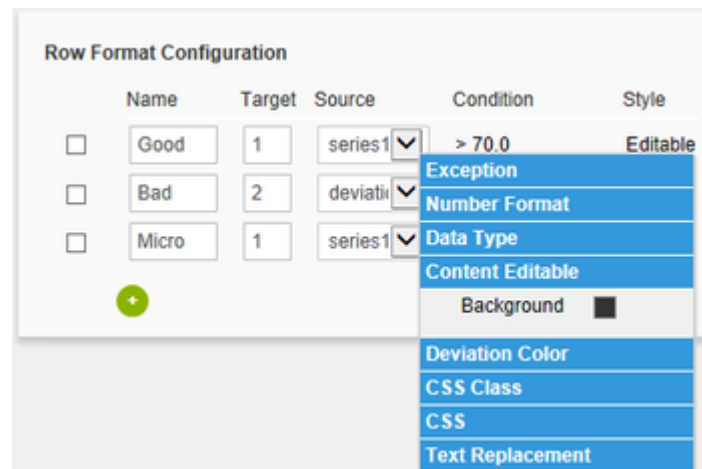 Row Format Configuration
Name Target Source Condition Style
Good 1 series1 > 70.0 Editable
Bad 2
Micro 1 series1
Exception
Number Format
Data Type
Content Editable
Background
Deviation Color
CSS Class
CSS
Text Replacement